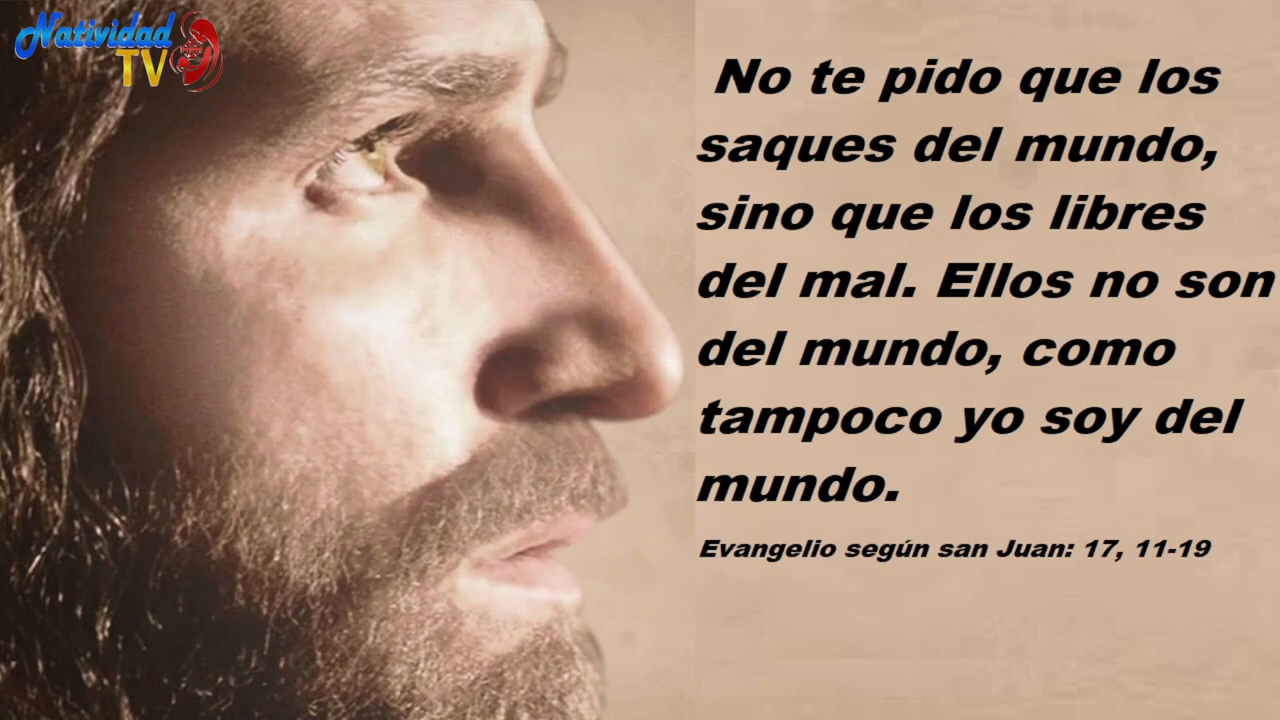 Natividad
TV
No te pido que los
saques del mundo,
sino que los libres
del mal. Ellos no son
del mundo, como
tampoco yo soy del
mundo.
Evangelio según san Juan: 17, 11-19